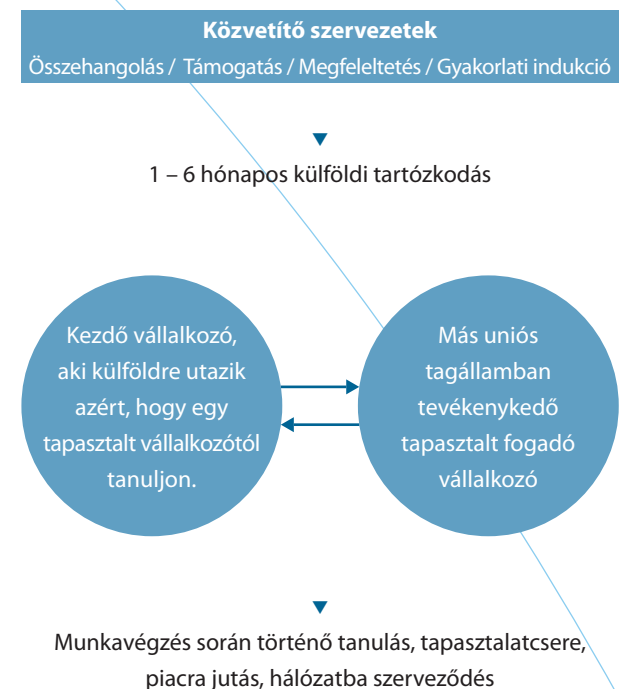 Közvetítő szervezetek
Összehangolás / Támogatás / Megfeleltetés / Gyakorlati indukció
1 – 6 hónapos külföldi tartózkodás
Kezdő vállalkozó,
aki külföldre utazik
azért, hogy egy
tapasztalt vállalkozótól
tanuljon.
Más uniós
tagállamban
tevékenykedő
tapasztalt fogadó
vállalkozó
Munkavégzés során történő tanulás, tapasztalatcsere,
piacra jutás, hálózatba szerveződés